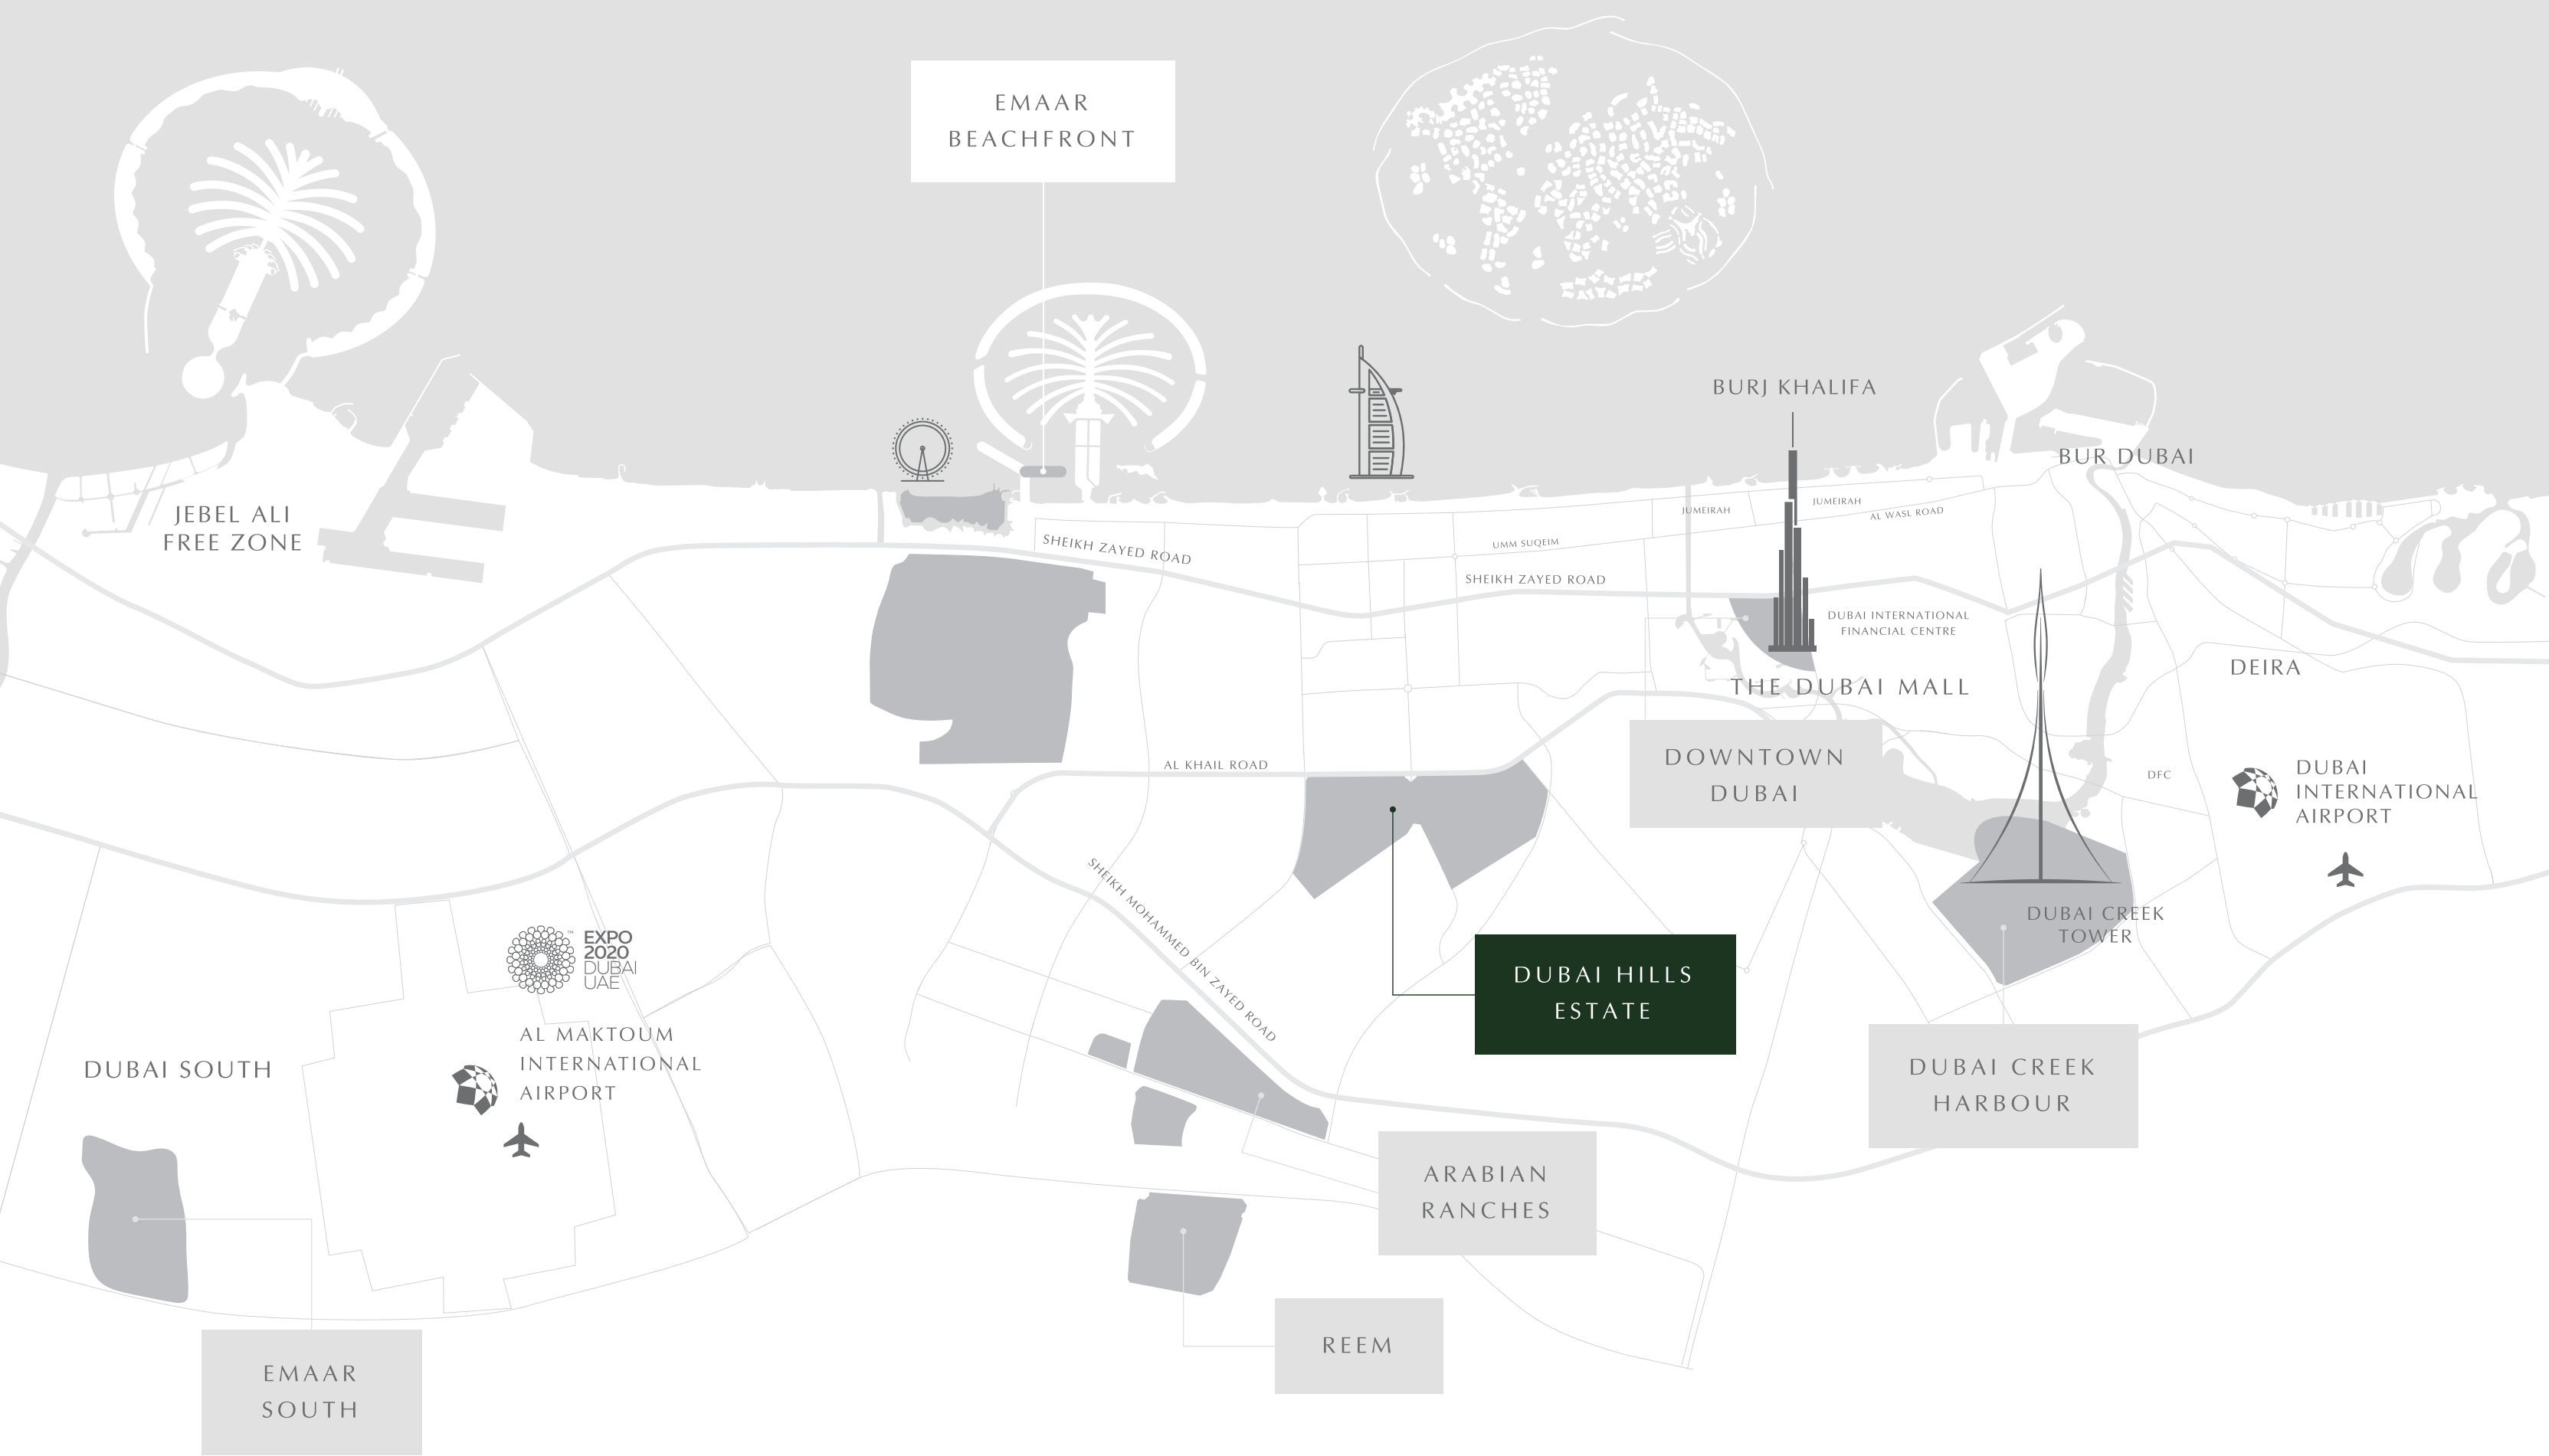 EMAAR
BEACHFRONT
BURJ KHALIFA
BUR DUBAI
JEBEL ALI
FREE ZONE
JUMEIRAH
JUMEIRAH
AL WASL ROAD
SHEIKH ZAYED ROAD
UMM SUQEIM
SHEIKH ZAYED ROAD
DUBAI INTERNATIONAL
FINANCIAL CENTRE
DEIRA
THE DUBAI MALL
DOWNTOWN
DUBAI
AL KHAIL ROAD
DFC
DUBAI
INTERNATIONAL
AIRPORT
SHEIKH MOHAMMED BIN ZAYED ROAD
DUBAI CREEK
TOWER
EXPO
2020
DUBAI
UAE
™
DUBAI HILLS
ESTATE
AL MAKTOUM
INTERNATIONAL
AIRPORT
DUBAI SOUTH
DUBAI CREEK
HARBOUR
ARABIAN
RANCHES
REEM
EMAAR
SOUTH